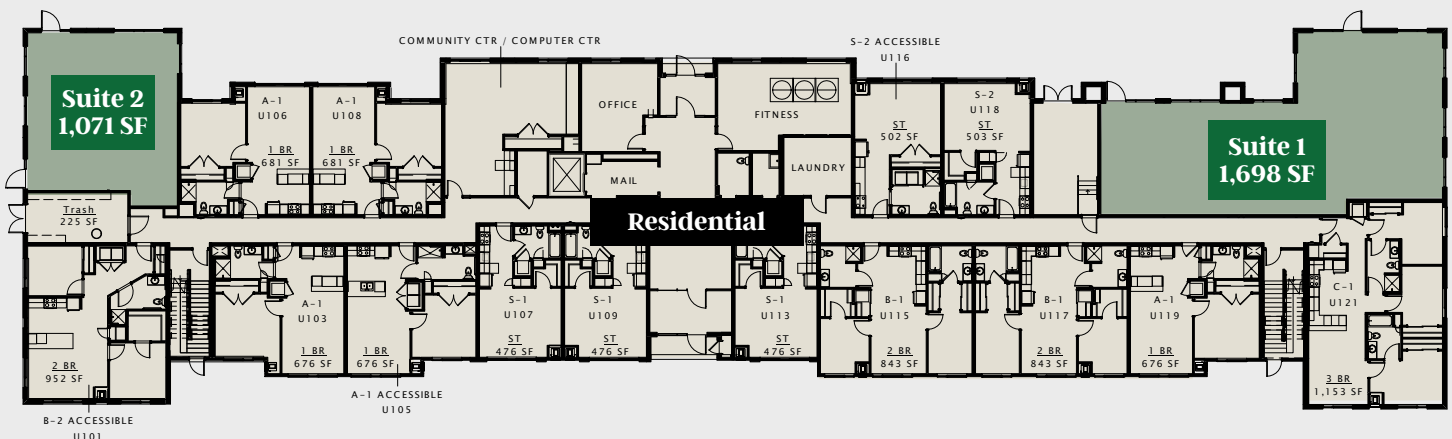 COMMUNITY CTR / COMPUTER CTR
S-2 ACCESSIBLE
U116
Suite 2
1,071 SF
A-1
U106
1 BR
681 SF
A-1
U108
1 BR
681 SF
OFFICE
MAIL
FITNESS
LAUNDRY
ST
502 SF
S-2
U118
ST
503 SF
Suite 1
1,698 SF
Trash
225 SF
Residential
2 BR
952 SF
B-2 ACCESSIBLE
U101
A-1
U103
1 BR
676 SF
1 BR
676 SF
A-1 ACCESSIBLE
U105
S-1
U107
ST
476 SF
S-1
U109
ST
476 SF
S-1
U113
ST
476 SF
B-1
U115
2 BR
843 SF
B-1
U117
2 BR
843 SF
A-1
U119
1 BR
676 SF
C-1
U121
3 BR
1,153 SF